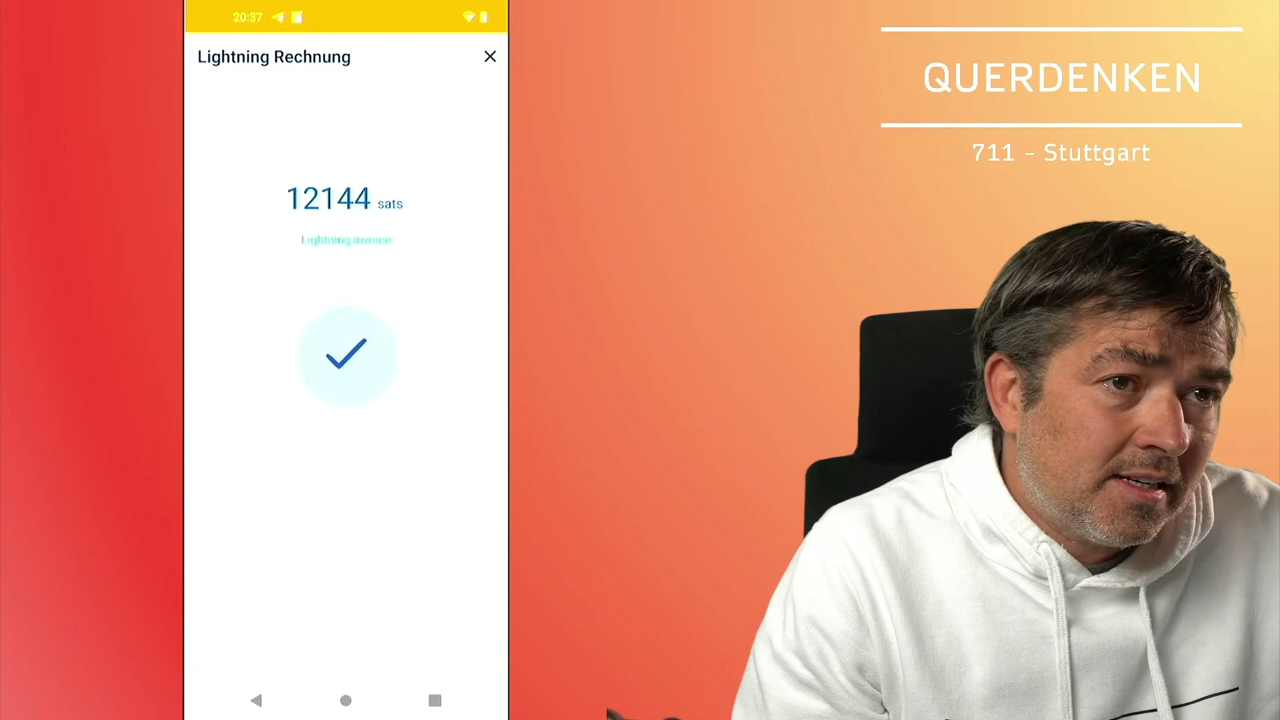 20:37
Lightning Rechnung
12144 sats
Lightning invoice
QUERDENKEN
711 – Stuttgart